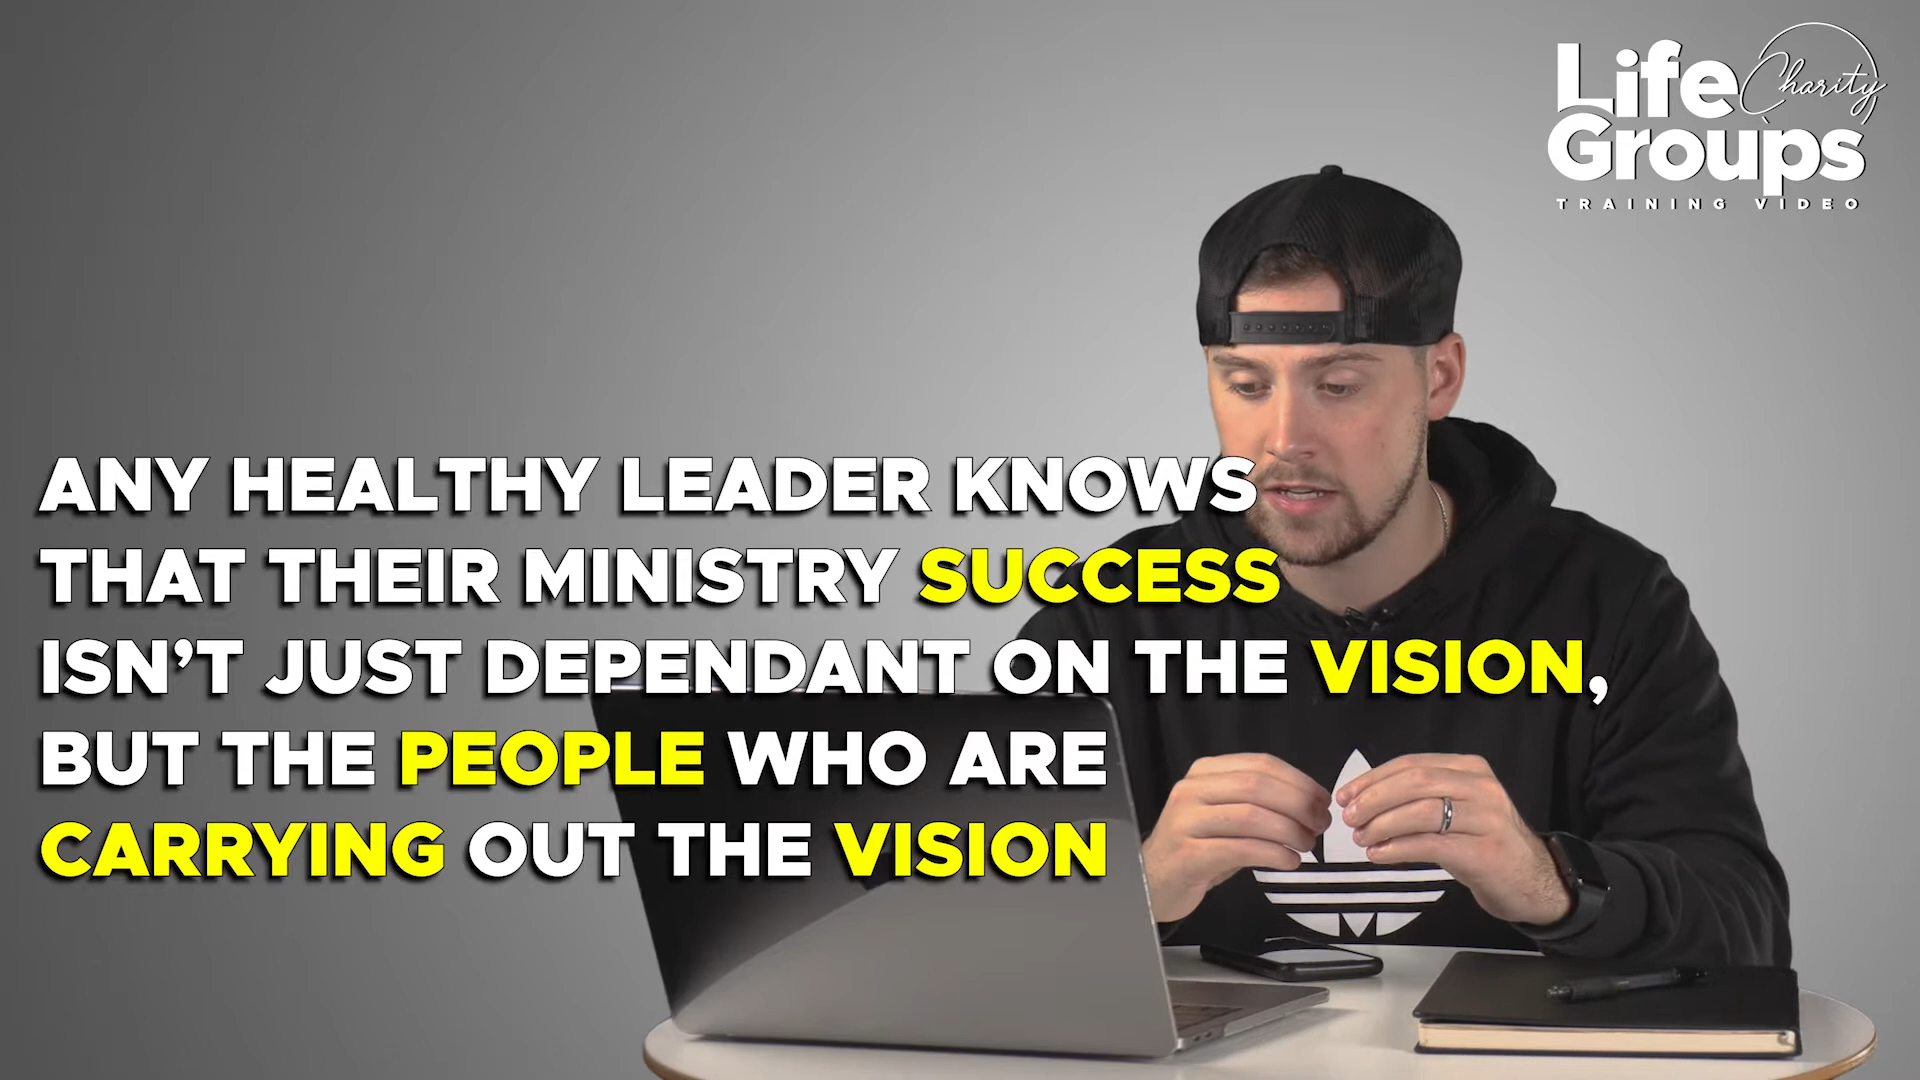 Life Charity
Groups
TRAINING VIDEO
ANY HEALTHY LEADER KNOWS
THAT THEIR MINISTRY SUCCESS
ISN’T JUST DEPENDANT ON THE VISION,
BUT THE PEOPLE WHO ARE
CARRYING OUT THE VISION